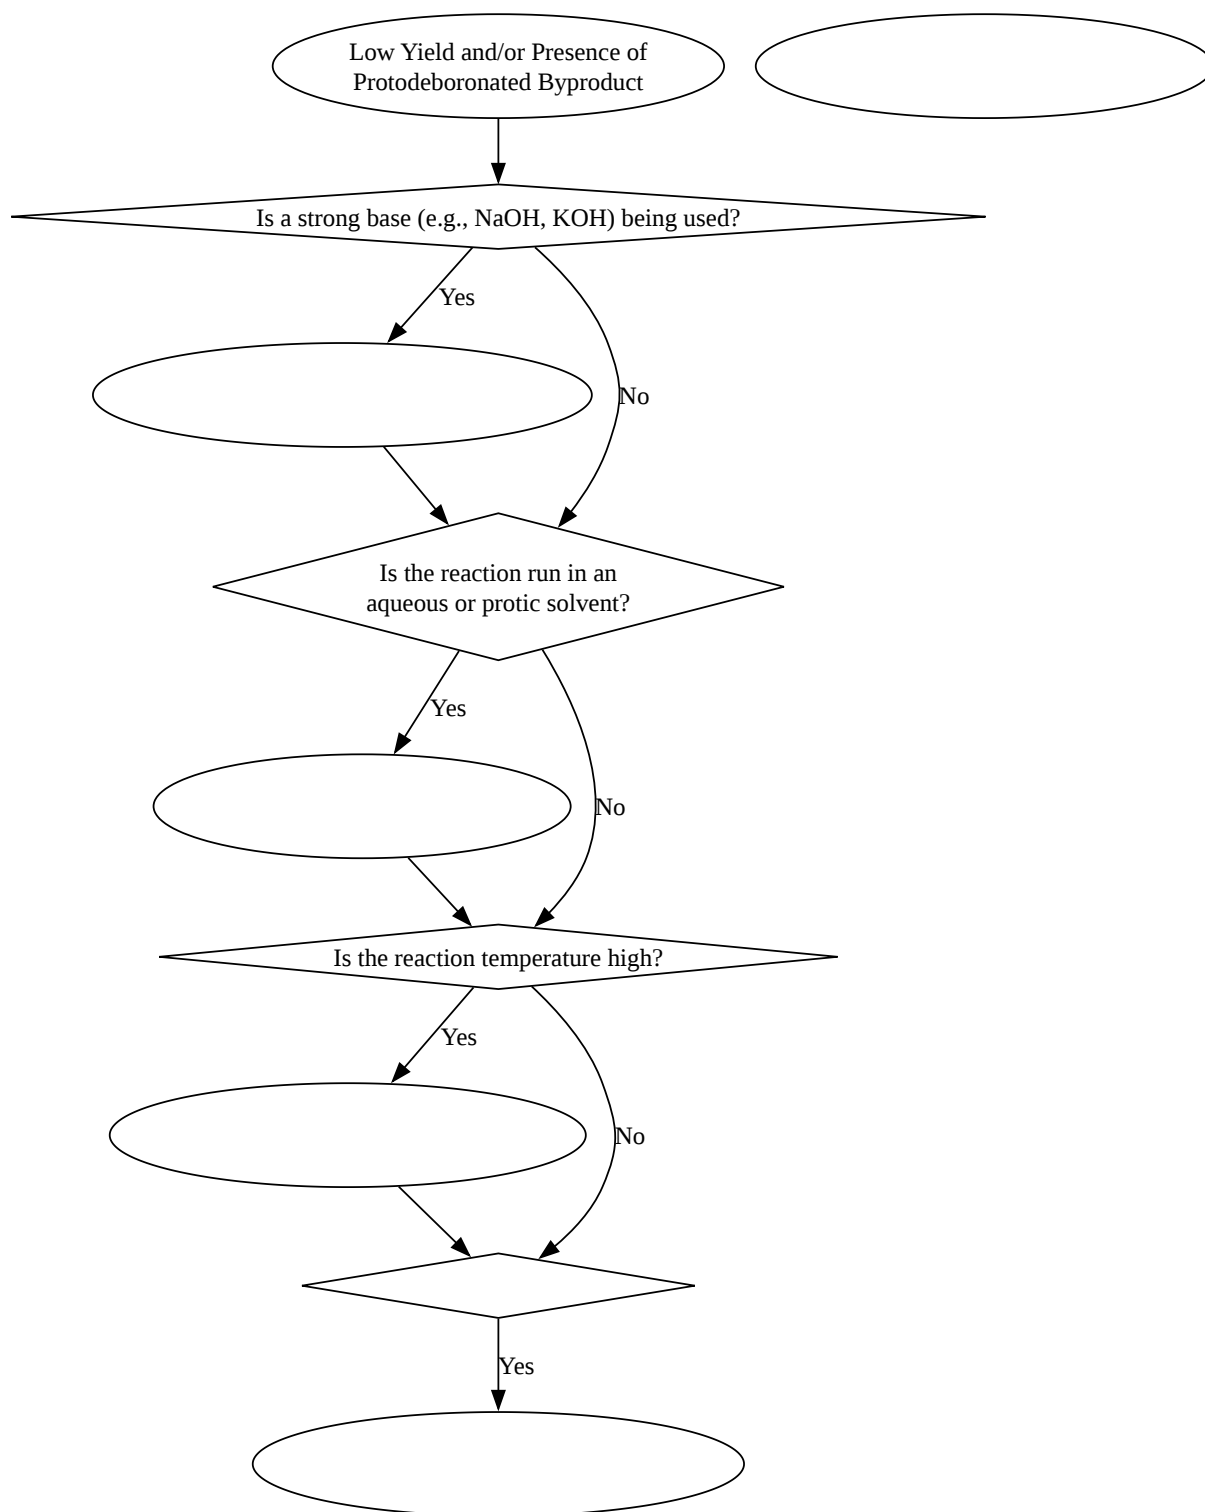 Low Yield and/or Presence of
Protodeboronated Byproduct
Is a strong base (e.g., NaOH, KOH) being used?
Yes
No
Is the reaction run in an
aqueous or protic solvent?
Yes
No
Is the reaction temperature high?
Yes
No
Yes